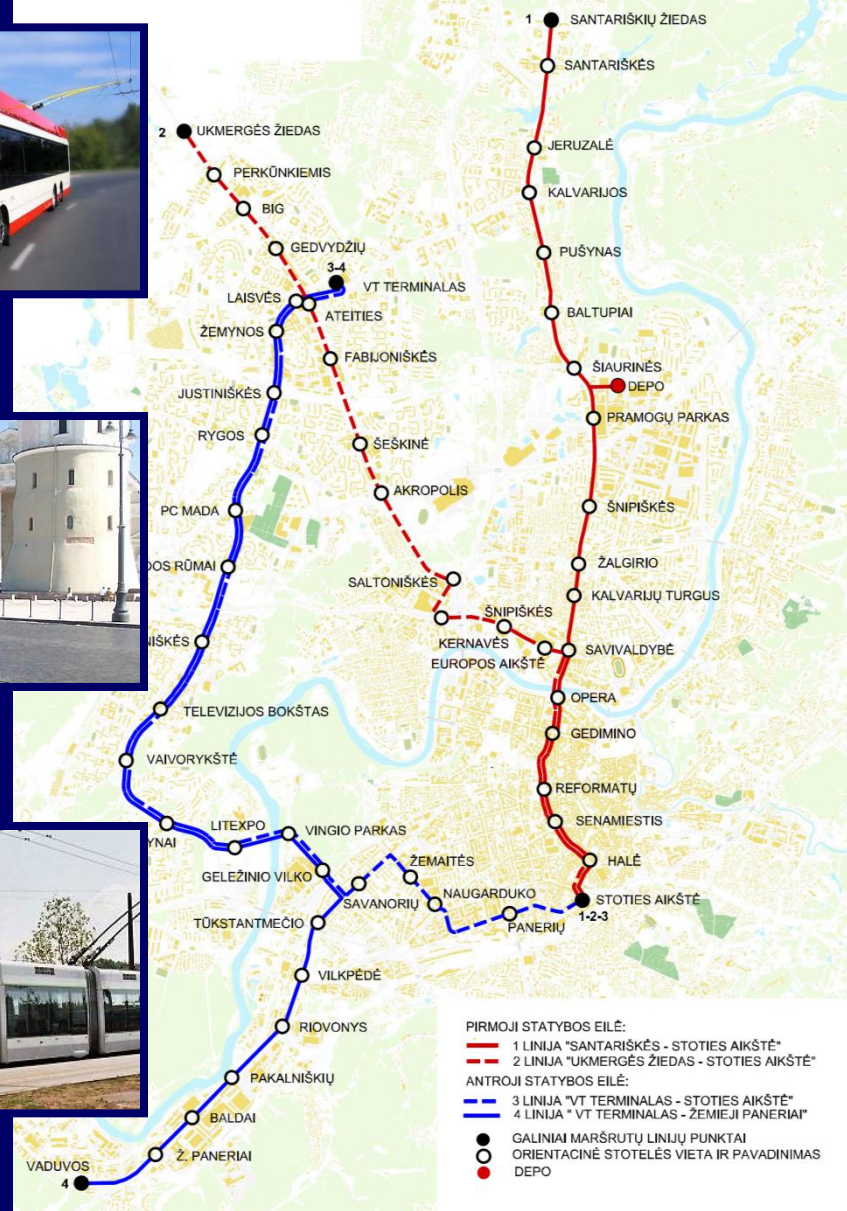 1 SANTARIŠKIŲ ŽIEDAS
SANTARIŠKĖS
2 UKMERGĖS ŽIEDAS
JERUZALĖ
PERKŪNKIEMIS
KALVARIJOS
BIG
GEDVYDŽIŲ
PUŠYNAS
3-4
VT TERMINALAS
LAISVĖS
ATEITIES
BALTUPIAI
ŽEMYNOS
FABIJONIŠKĖS
ŠIAURINĖS
DEPO
JUSTINIŠKĖS
PRAMOGŲ PARKAS
RYGOS
ŠEŠKINĖ
AKROPOLIS
PC MADA
ŠNIPIŠKĖS
DOS RŪMAI
ŽALGIRIO
SALTONIŠKĖS
KALVARIJŲ TURGUS
ŠNIPIŠKĖS
NIŠKĖS
KERNAVĖS
EUROPOS AIKŠTĖ
SAVIVALDYBĖ
OPERA
TELEVIZIJOS BOKŠTAS
GEDIMINO
VAIVORYKŠTĖ
REFORMATŲ
SENAMIESTIS
YNAI
LITEXPO
VINGIO PARKAS
HALĖ
ŽEMAITĖS
GELEŽINIO VILKO
SAVANORIŲ
NAUGARDUKO
STOTIES AIKŠTĖ
1-2-3
PANERIŲ
TŪKSTANTMEČIO
VILKPĖDĖ
RIOVONYS
PAKALNIŠKIŲ
BALDAI
Ž. PANERIAI
VADUVOS
4
PIRMOJI STATYBOS EILĖ:
1 LINIJA "SANTARIŠKĖS - STOTIES AIKŠTĖ"
2 LINIJA "UKMERGĖS ŽIEDAS - STOTIES AIKŠTĖ"
ANTROJI STATYBOS EILĖ:
3 LINIJA "VT TERMINALAS - STOTIES AIKŠTĖ"
4 LINIJA " VT TERMINALAS - ŽEMIEJI PANERIAI"
GALINIAI MARŠRUTŲ LINIJŲ PUNKTAI
ORIENTACINĖ STOTELĖS VIETA IR PAVADINIMAS
DEPO